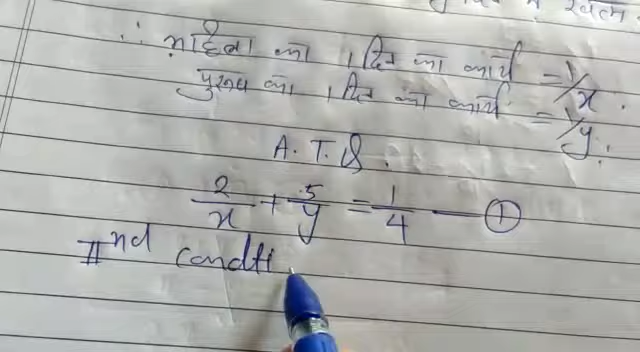 ∴ महिला का 1 दिन का कार्य = 1/x.
पुरुष का 1 दिन का कार्य = 1/y.
A.T.Q.
2/x + 5/y = 1/4 — ①
IInd condti